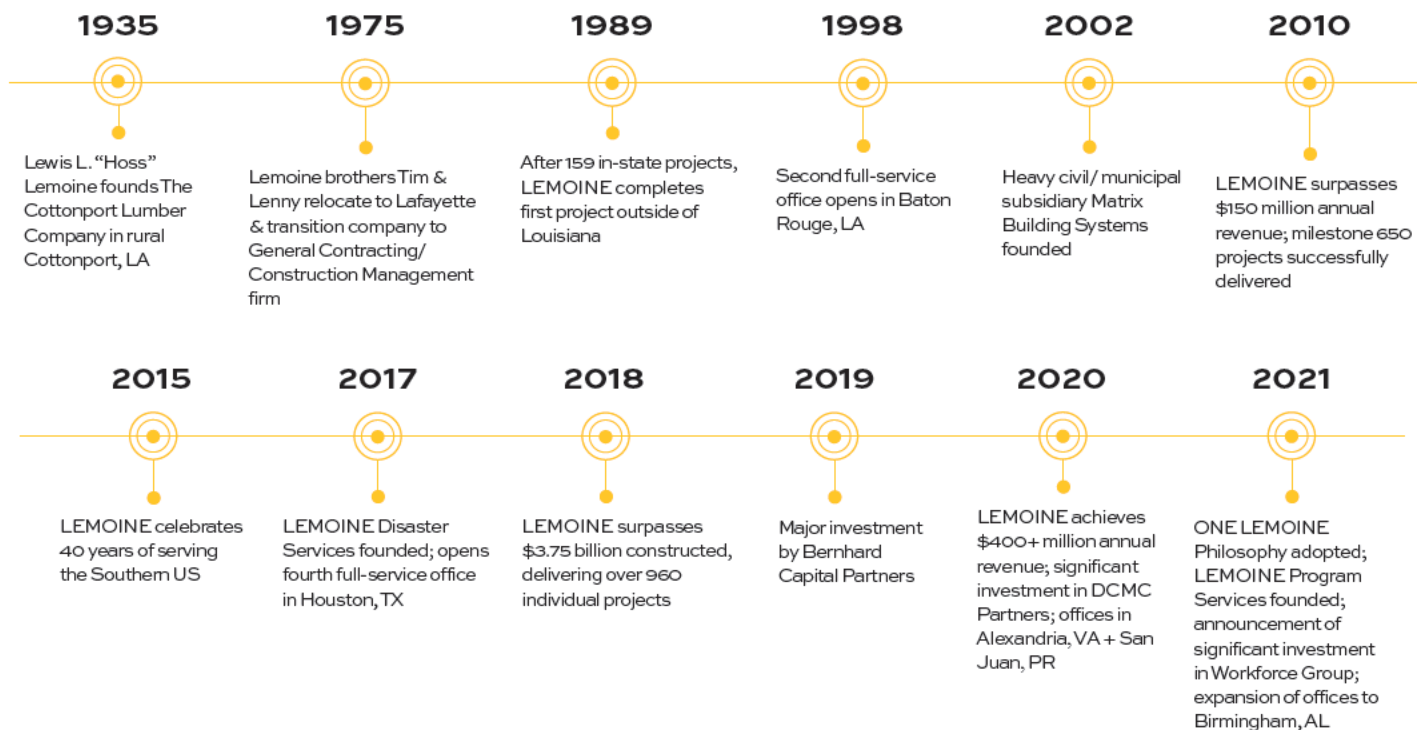 1935
Lewis L. “Hoss”
Lemoine founds The
Cottonport Lumber
Company in rural
Cottonport, LA
1975
Lemoine brothers Tim &
Lenny relocate to Lafayette
& transition company to
General Contracting/
Construction Management
firm
1989
After 159 in-state projects,
LEMOINE completes
first project outside of
Louisiana
1998
Second full-service
office opens in Baton
Rouge, LA
2002
Heavy civil/ municipal
subsidiary Matrix
Building Systems
founded
2010
LEMOINE surpasses
$150 million annual
revenue; milestone 650
projects successfully
delivered
2015
LEMOINE celebrates
40 years of serving
the Southern US
2017
LEMOINE Disaster
Services founded; opens
fourth full-service office
in Houston, TX
2018
LEMOINE surpasses
$3.75 billion constructed,
delivering over 960
individual projects
2019
Major investment
by Bernhard
Capital Partners
2020
LEMOINE achieves
$400+ million annual
revenue; significant
investment in DCMC
Partners; offices in
Alexandria, VA + San
Juan, PR
2021
ONE LEMOINE
Philosophy adopted;
LEMOINE Program
Services founded;
announcement of
significant investment
in Workforce Group;
expansion of offices to
Birmingham, AL